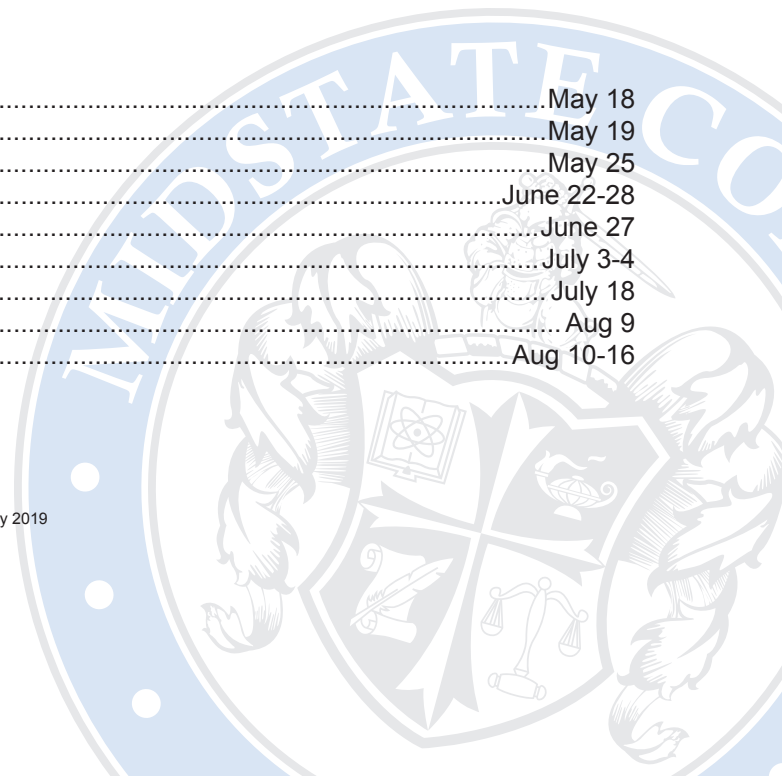 MIDSTATE CO
....................May 18
....................May 19
....................May 25
....................June 22-28
....................June 27
....................July 3-4
....................July 18
....................Aug 9
....................Aug 10-16
y 2019